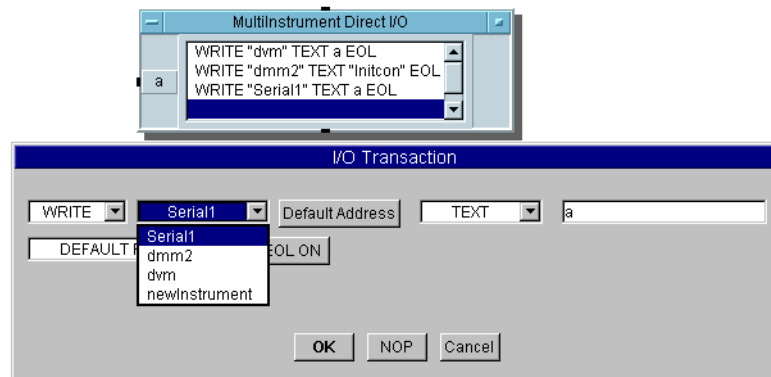 MultiInstrument Direct I/O
a
WRITE "dvm" TEXT a EOL
WRITE "dmm2" TEXT "Initcon" EOL
WRITE "Serial1" TEXT a EOL
I/O Transaction
WRITE Serial1 Default Address TEXT a
DEFAULT EOL ON
Serial1
dmm2
dvm
newInstrument
OK NOP Cancel